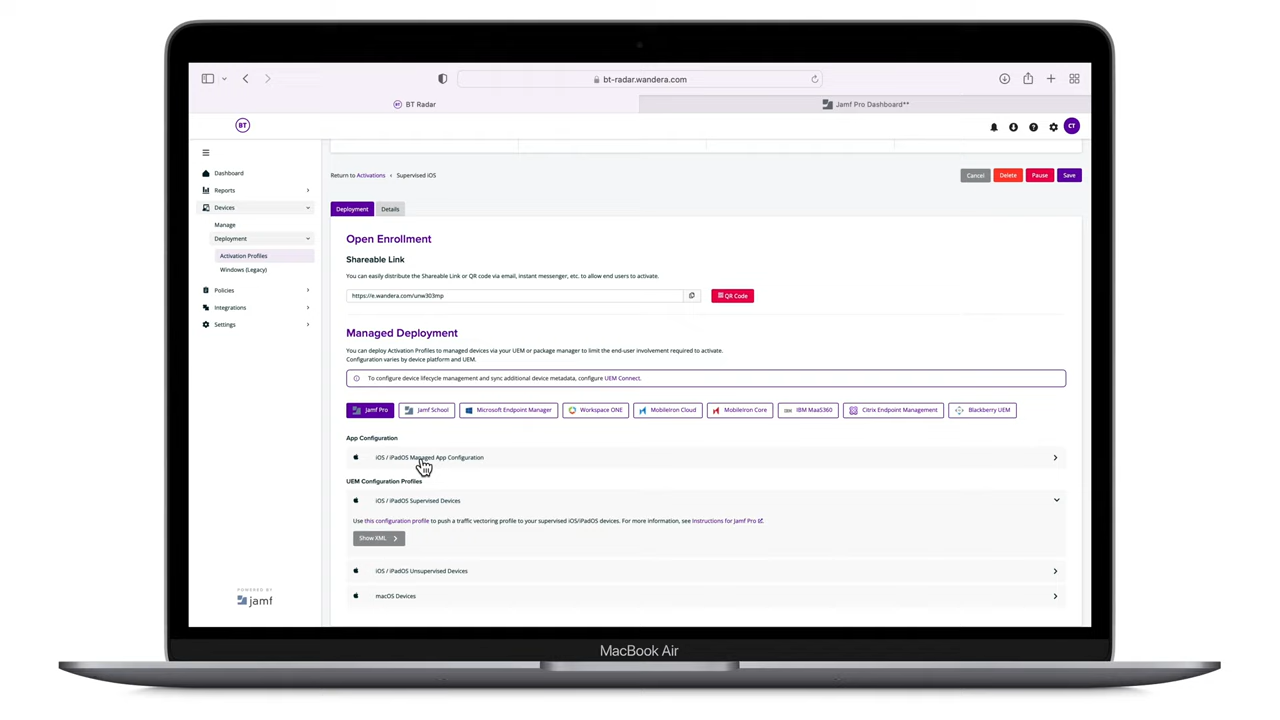 bt-radar.wandera.com
BT Radar
Jamf Pro Dashboard**
BT
CT
Dashboard
Reports
Devices
Manage
Deployment
Activation Profiles
Windows (Legacy)
Policies
Integrations
Settings
POWERED BY
jamf
Return to Activations
Supervised iOS
Cancel
Delete
Pause
Save
Deployment
Details
Open Enrollment
Shareable Link
You can easily distribute the Shareable Link or QR code via email, instant messenger, etc. to allow end users to activate.
https://e.wandera.com/unw303mp
QR Code
Managed Deployment
You can deploy Activation Profiles to managed devices via your UEM or package manager to limit the end-user involvement required to activate.
Configuration varies by device platform and UEM.
To configure device lifecycle management and sync additional device metadata, configure UEM Connect.
Jamf Pro
Jamf School
Microsoft Endpoint Manager
Workspace ONE
MobileIron Cloud
MobileIron Core
IBM MaaS360
Citrix Endpoint Management
Blackberry UEM
App Configuration
iOS / iPadOS Managed App Configuration
UEM Configuration Profiles
iOS / iPadOS Supervised Devices
Use this configuration profile to push a traffic vectoring profile to your supervised iOS/iPadOS devices. For more information, see Instructions for Jamf Pro.
Show XML
iOS / iPadOS Unsupervised Devices
macOS Devices
MacBook Air